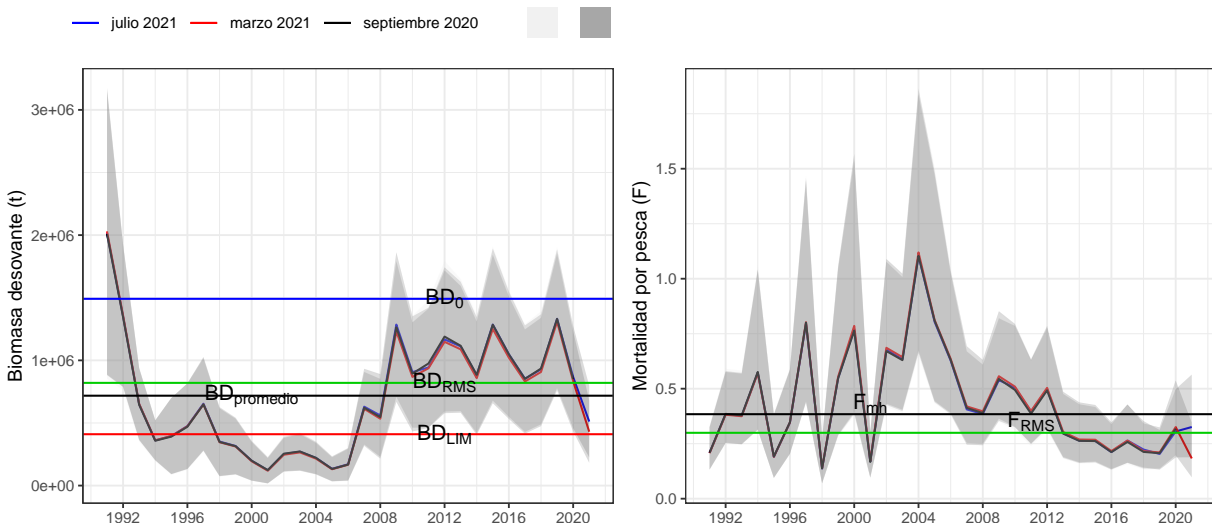 julio 2021 marzo 2021 septiembre 2020
Biomasa desovante (t)
3e+06
2e+06
1e+06
0e+00
BD0
BDRMS
BDpromedio
BDLIM
1992 1996 2000 2004 2008 2012 2016 2020
Mortalidad por pesca (F)
1.5
1.0
0.5
0.0
Fmh
FRMS
1992 1996 2000 2004 2008 2012 2016 2020